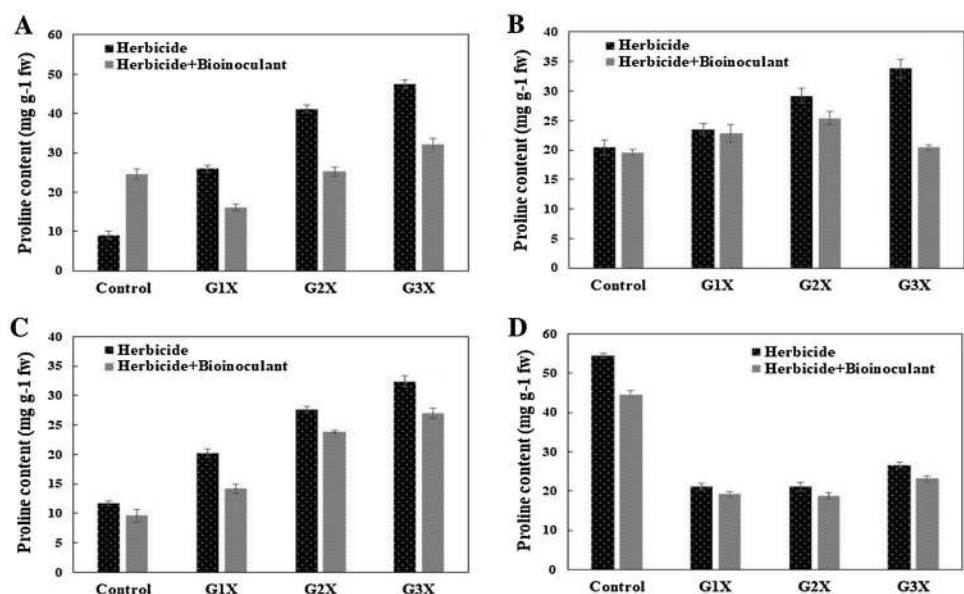 A
60
50
40
30
20
10
0
Proline content (mg g-1 fw)
Herbicide
Herbicide+Bioinoculant
Control G1X G2X G3X
B
40
35
30
25
20
15
10
5
0
Proline content (mg g-1 fw)
Herbicide
Herbicide+Bioinoculant
Control G1X G2X G3X
C
40
35
30
25
20
15
10
5
0
Proline content (mg g-1 fw)
Herbicide
Herbicide+Bioinoculant
Control G1X G2X G3X
D
60
50
40
30
20
10
0
Proline content (mg g-1 fw)
Herbicide
Herbicide+Bioinoculant
Control G1X G2X G3X